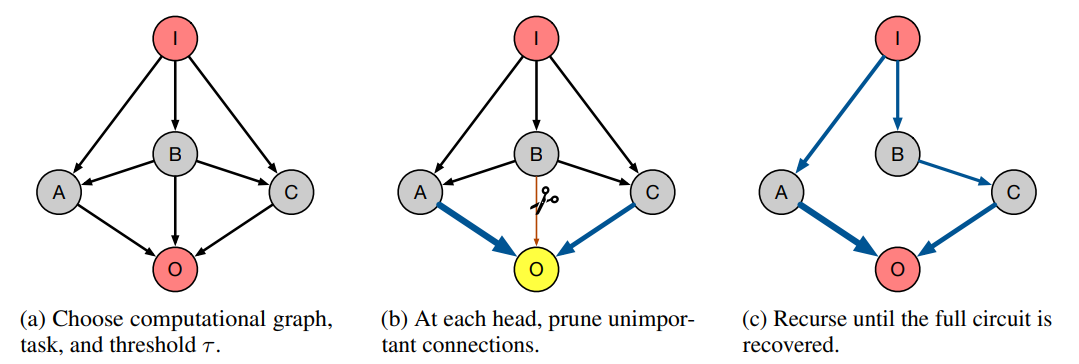 I
B
A
C
O
(a) Choose computational graph,
task, and threshold τ.
I
B
A
C
O
(b) At each head, prune unimpor-
tant connections.
I
B
A
C
O
(c) Recurse until the full circuit is
recovered.